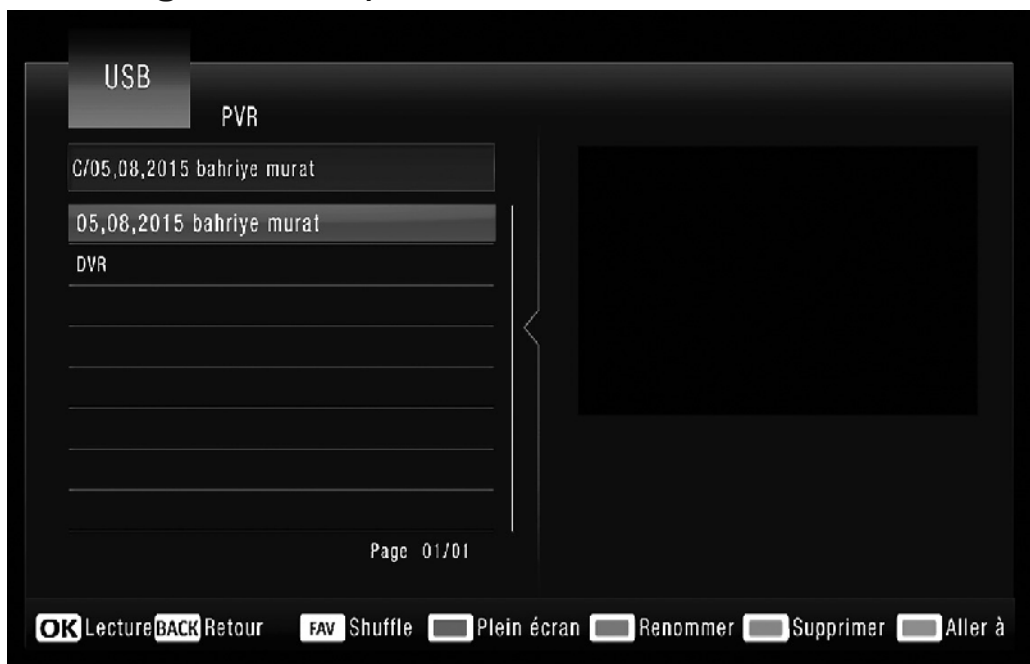 USB
PVR
C/05,08,2015 bahriye murat
05,08,2015 bahriye murat
DVR
Page 01/01
OK Lecture BACK Retour FAV Shuffle Plein écran Renommer Supprimer Aller à